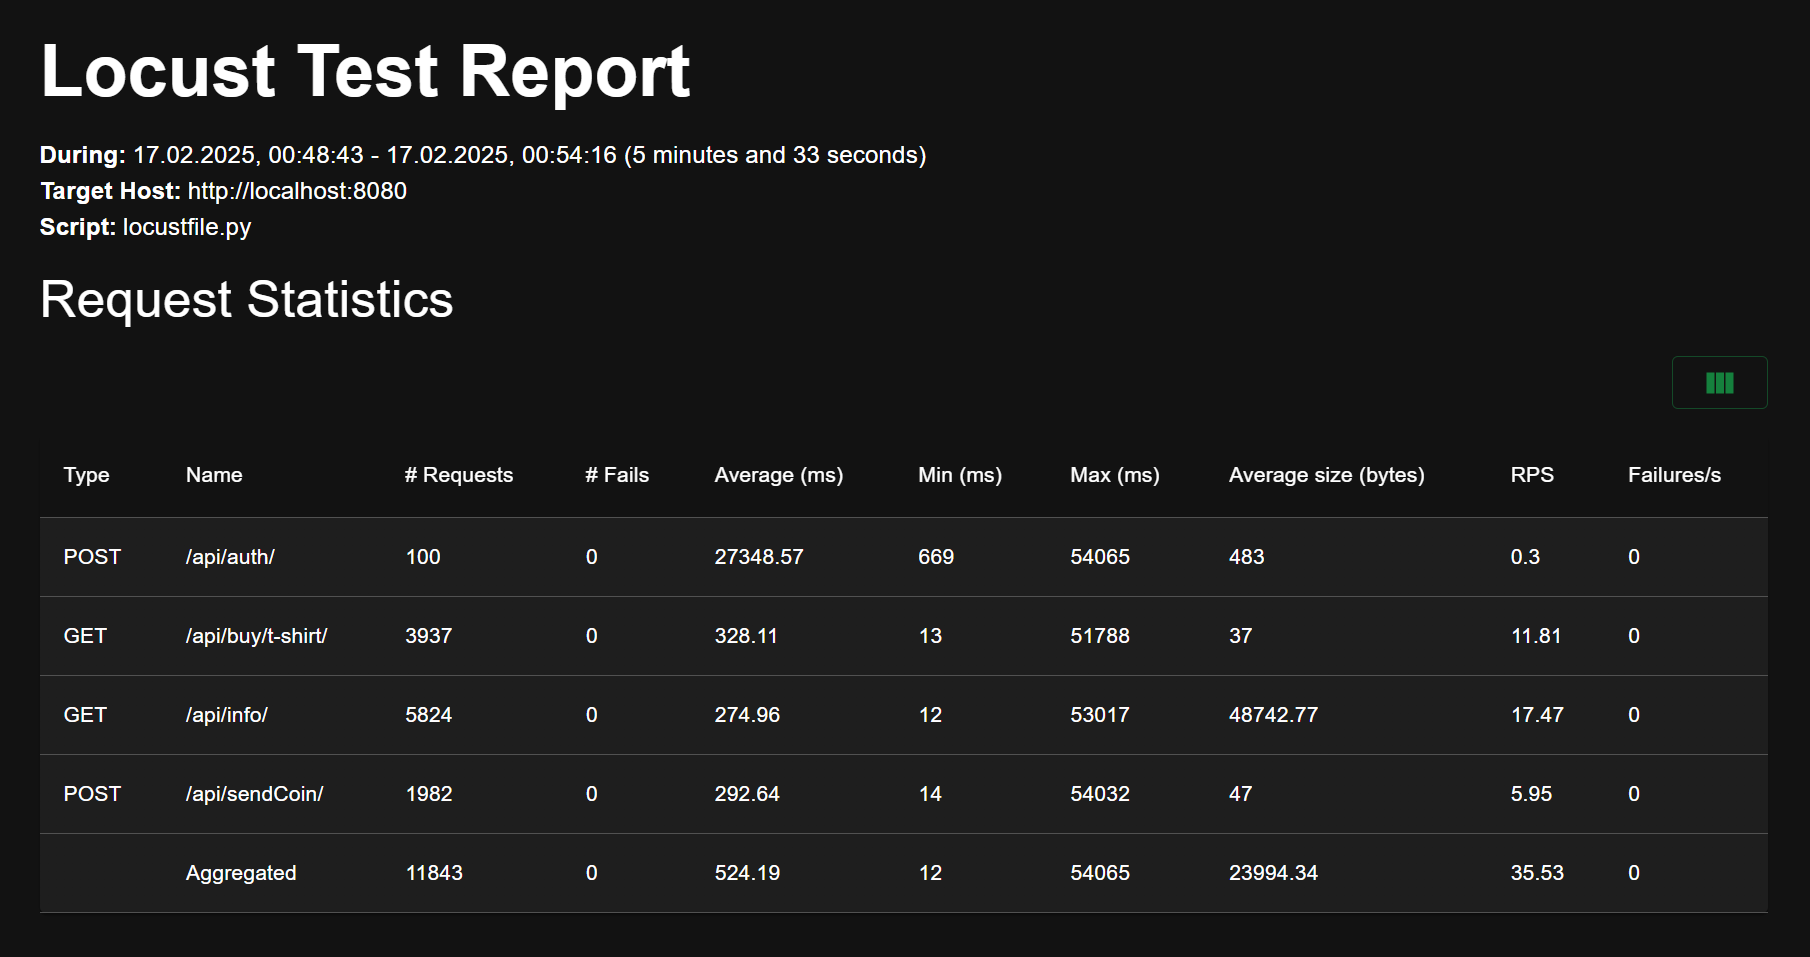 Locust Test Report
During: 17.02.2025, 00:48:43 - 17.02.2025, 00:54:16 (5 minutes and 33 seconds)
Target Host: http://localhost:8080
Script: locustfile.py
Request Statistics
Type Name # Requests # Fails Average (ms) Min (ms) Max (ms) Average size (bytes) RPS Failures/s
POST /api/auth/ 100 0 27348.57 669 54065 483 0.3 0
GET /api/buy/t-shirt/ 3937 0 328.11 13 51788 37 11.81 0
GET /api/info/ 5824 0 274.96 12 53017 48742.77 17.47 0
POST /api/sendCoin/ 1982 0 292.64 14 54032 47 5.95 0
Aggregated 11843 0 524.19 12 54065 23994.34 35.53 0